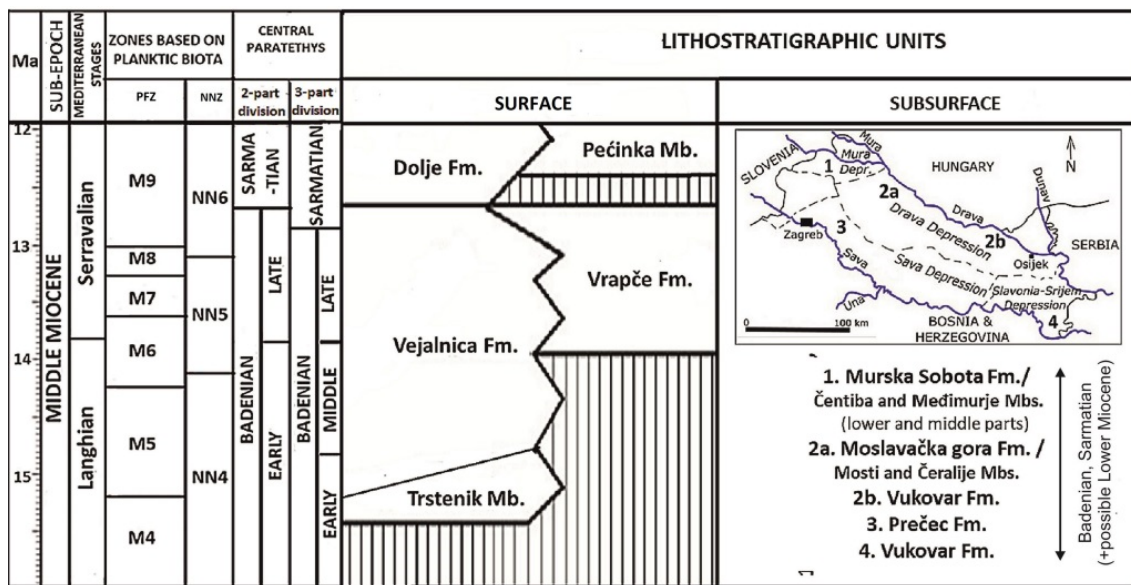 Ma
SUB-EPOCH
MEDITERRANEAN
STAGES
ZONES BASED ON
PLANKTIC BIOTA
CENTRAL
PARATETHYS
LITHOSTRATIGRAPHIC UNITS
PFZ
NNZ
2-part
division
3-part
division
SURFACE
SUBSURFACE
12
13
14
15
MIDDLE MIOCENE
Serravalian
Langhian
M9
M8
M7
M6
M5
M4
NN6
NN5
NN4
SARMA
-TIAN
BADENIAN
LATE
EARLY
SARMATIAN
BADENIAN
LATE
MIDDLE
EARLY
Dolje Fm.
Pećinka Mb.
Vrapče Fm.
Vejalnica Fm.
Trstenik Mb.
SLOVENIA
Mura
Mura
Depr.
HUNGARY
N
1
2a
Drava
Drava Depression
2b
Dunav
Zagreb
3
Osijek
SERBIA
Sava
Sava Depression
Slavonia-Srijem
Depression
Una
4
0
100 km
BOSNIA &
HERZEGOVINA
1. Murska Sobota Fm./
Čentiba and Međimurje Mbs.
(lower and middle parts)
2a. Moslavačka gora Fm. /
Mosti and Čeralije Mbs.
2b. Vukovar Fm.
3. Prečec Fm.
4. Vukovar Fm.
Badenian, Sarmatian
(+possible Lower Miocene)